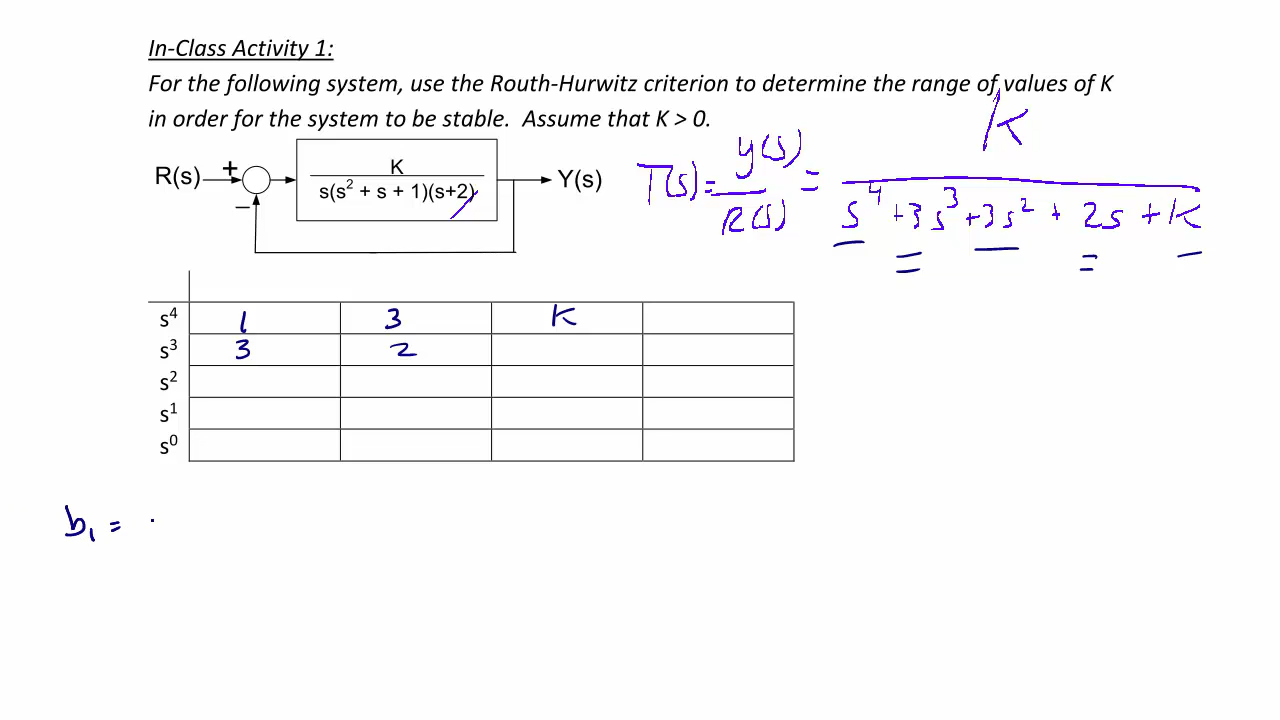 In-Class Activity 1:
For the following system, use the Routh-Hurwitz criterion to determine the range of values of K
in order for the system to be stable. Assume that K > 0.
R(s) + − K / s(s² + s + 1)(s+2) Y(s)
T(s) = y(s) / R(s) = K / s⁴ + 3s³ + 3s² + 2s + K
s⁴ 1 3 K
s³ 3 2
s²
s¹
s⁰
b₁ =